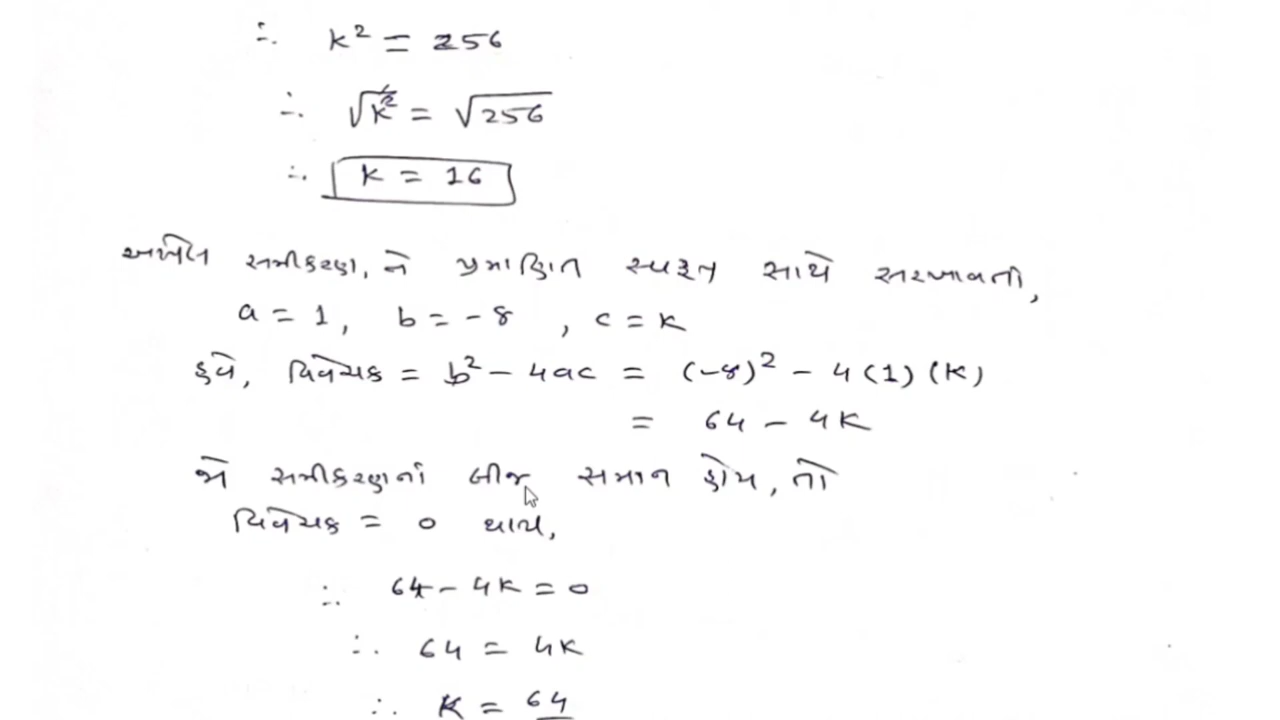 ∴ k² = 256
∴ √k² = √256
∴ k = 16
આપેલ સમીકરણ, ને પ્રમાણિત સ્વરૂપ સાથે સરખાવતાં,
a = 1, b = -8, c = k
હવે, વિવેચક = b² - 4ac = (-8)² - 4(1)(k)
= 64 - 4k
જો સમીકરણનાં બીજ સમાન હોય, તો
વિવેચક = 0 થાય,
∴ 64 - 4k = 0
∴ 64 = 4k
∴ k = 64